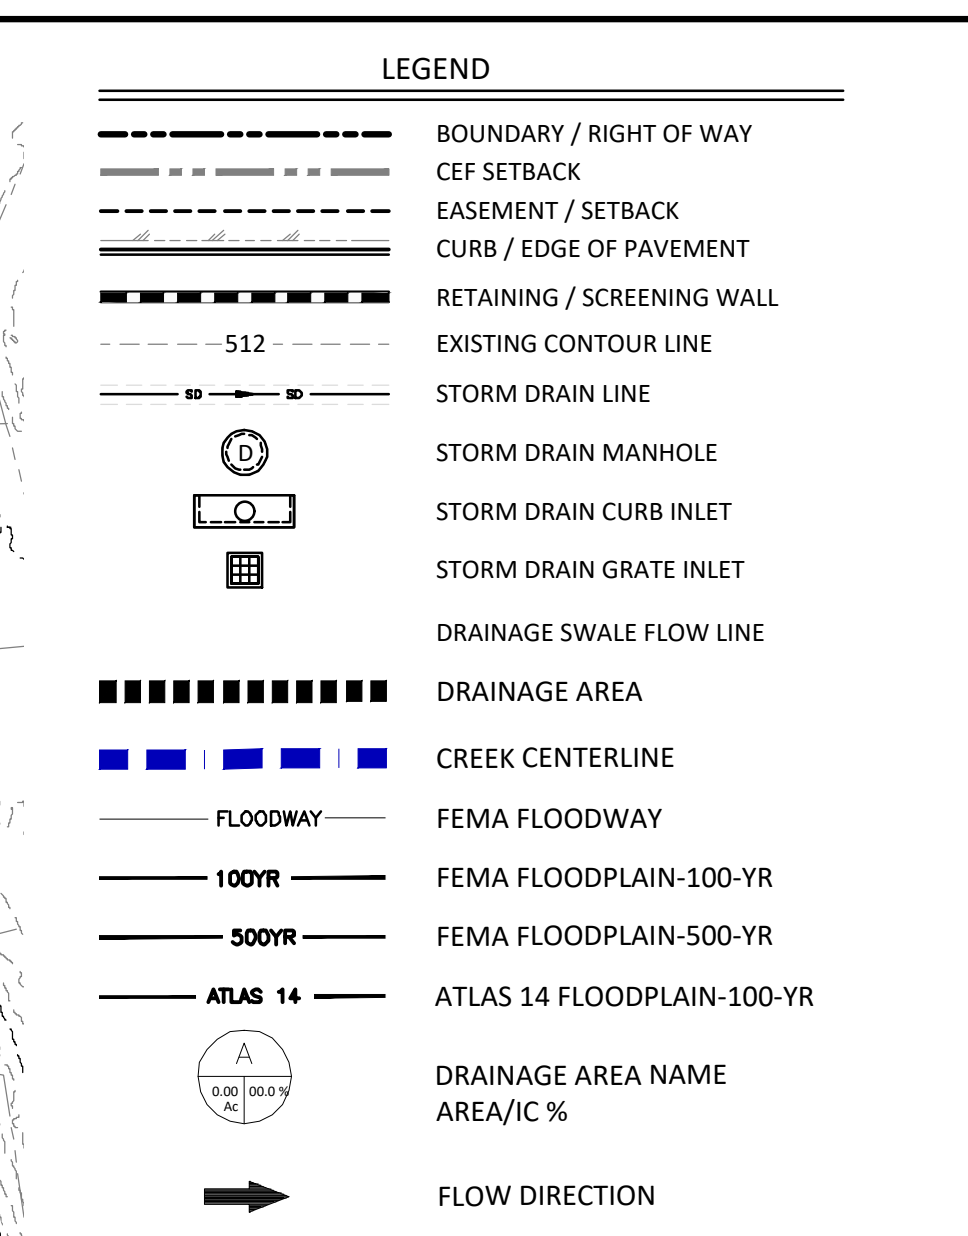 LEGEND
BOUNDARY / RIGHT OF WAY
CEF SETBACK
EASEMENT / SETBACK
CURB / EDGE OF PAVEMENT
RETAINING / SCREENING WALL
512 EXISTING CONTOUR LINE
SD SD STORM DRAIN LINE
D STORM DRAIN MANHOLE
STORM DRAIN CURB INLET
STORM DRAIN GRATE INLET
DRAINAGE SWALE FLOW LINE
DRAINAGE AREA
CREEK CENTERLINE
FLOODWAY FEMA FLOODWAY
100YR FEMA FLOODPLAIN-100-YR
500YR FEMA FLOODPLAIN-500-YR
ATLAS 14 ATLAS 14 FLOODPLAIN-100-YR
A
0.00 00.0 %
Ac
DRAINAGE AREA NAME
AREA/IC %
FLOW DIRECTION